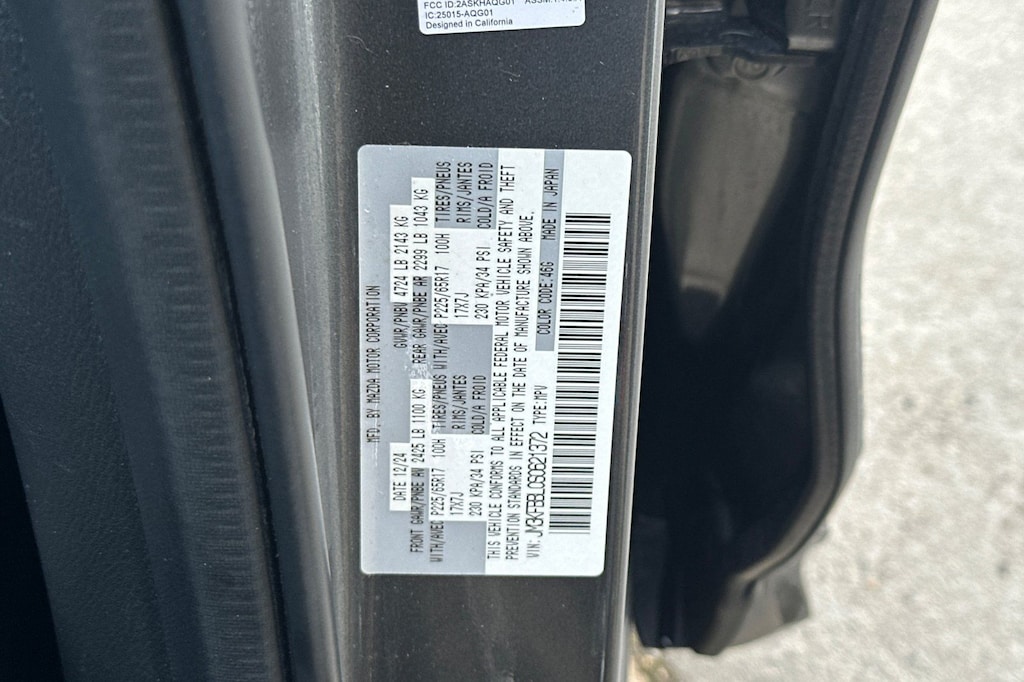 FCC ID:2ASKHAQG01
IC:25015-AQG01
Designed in California
MFD. BY MAZDA MOTOR CORPORATION
DATE 12/24 GVWR/PNBV 4724 LB 2143 KG
FRONT GAWR/PNBE AV 2425 LB 1100 KG REAR GAWR/PNBE AR 2299 LB 1043 KG
WITH/AVEC P225/65R17 100H TIRES/PNEUS WITH/AVEC P225/65R17 100H TIRES/PNEUS
17X7J RIMS/JANTES 17X7J RIMS/JANTES
230 KPA/34 PSI COLD/A FROID 230 KPA/34 PSI COLD/A FROID
THIS VEHICLE CONFORMS TO ALL APPLICABLE FEDERAL MOTOR VEHICLE SAFETY AND THEFT
PREVENTION STANDARDS IN EFFECT ON THE DATE OF MANUFACTURE SHOWN ABOVE.
VIN: JM3KFBBL0S0621372 TYPE:MPV COLOR CODE:46G MADE IN JAPAN